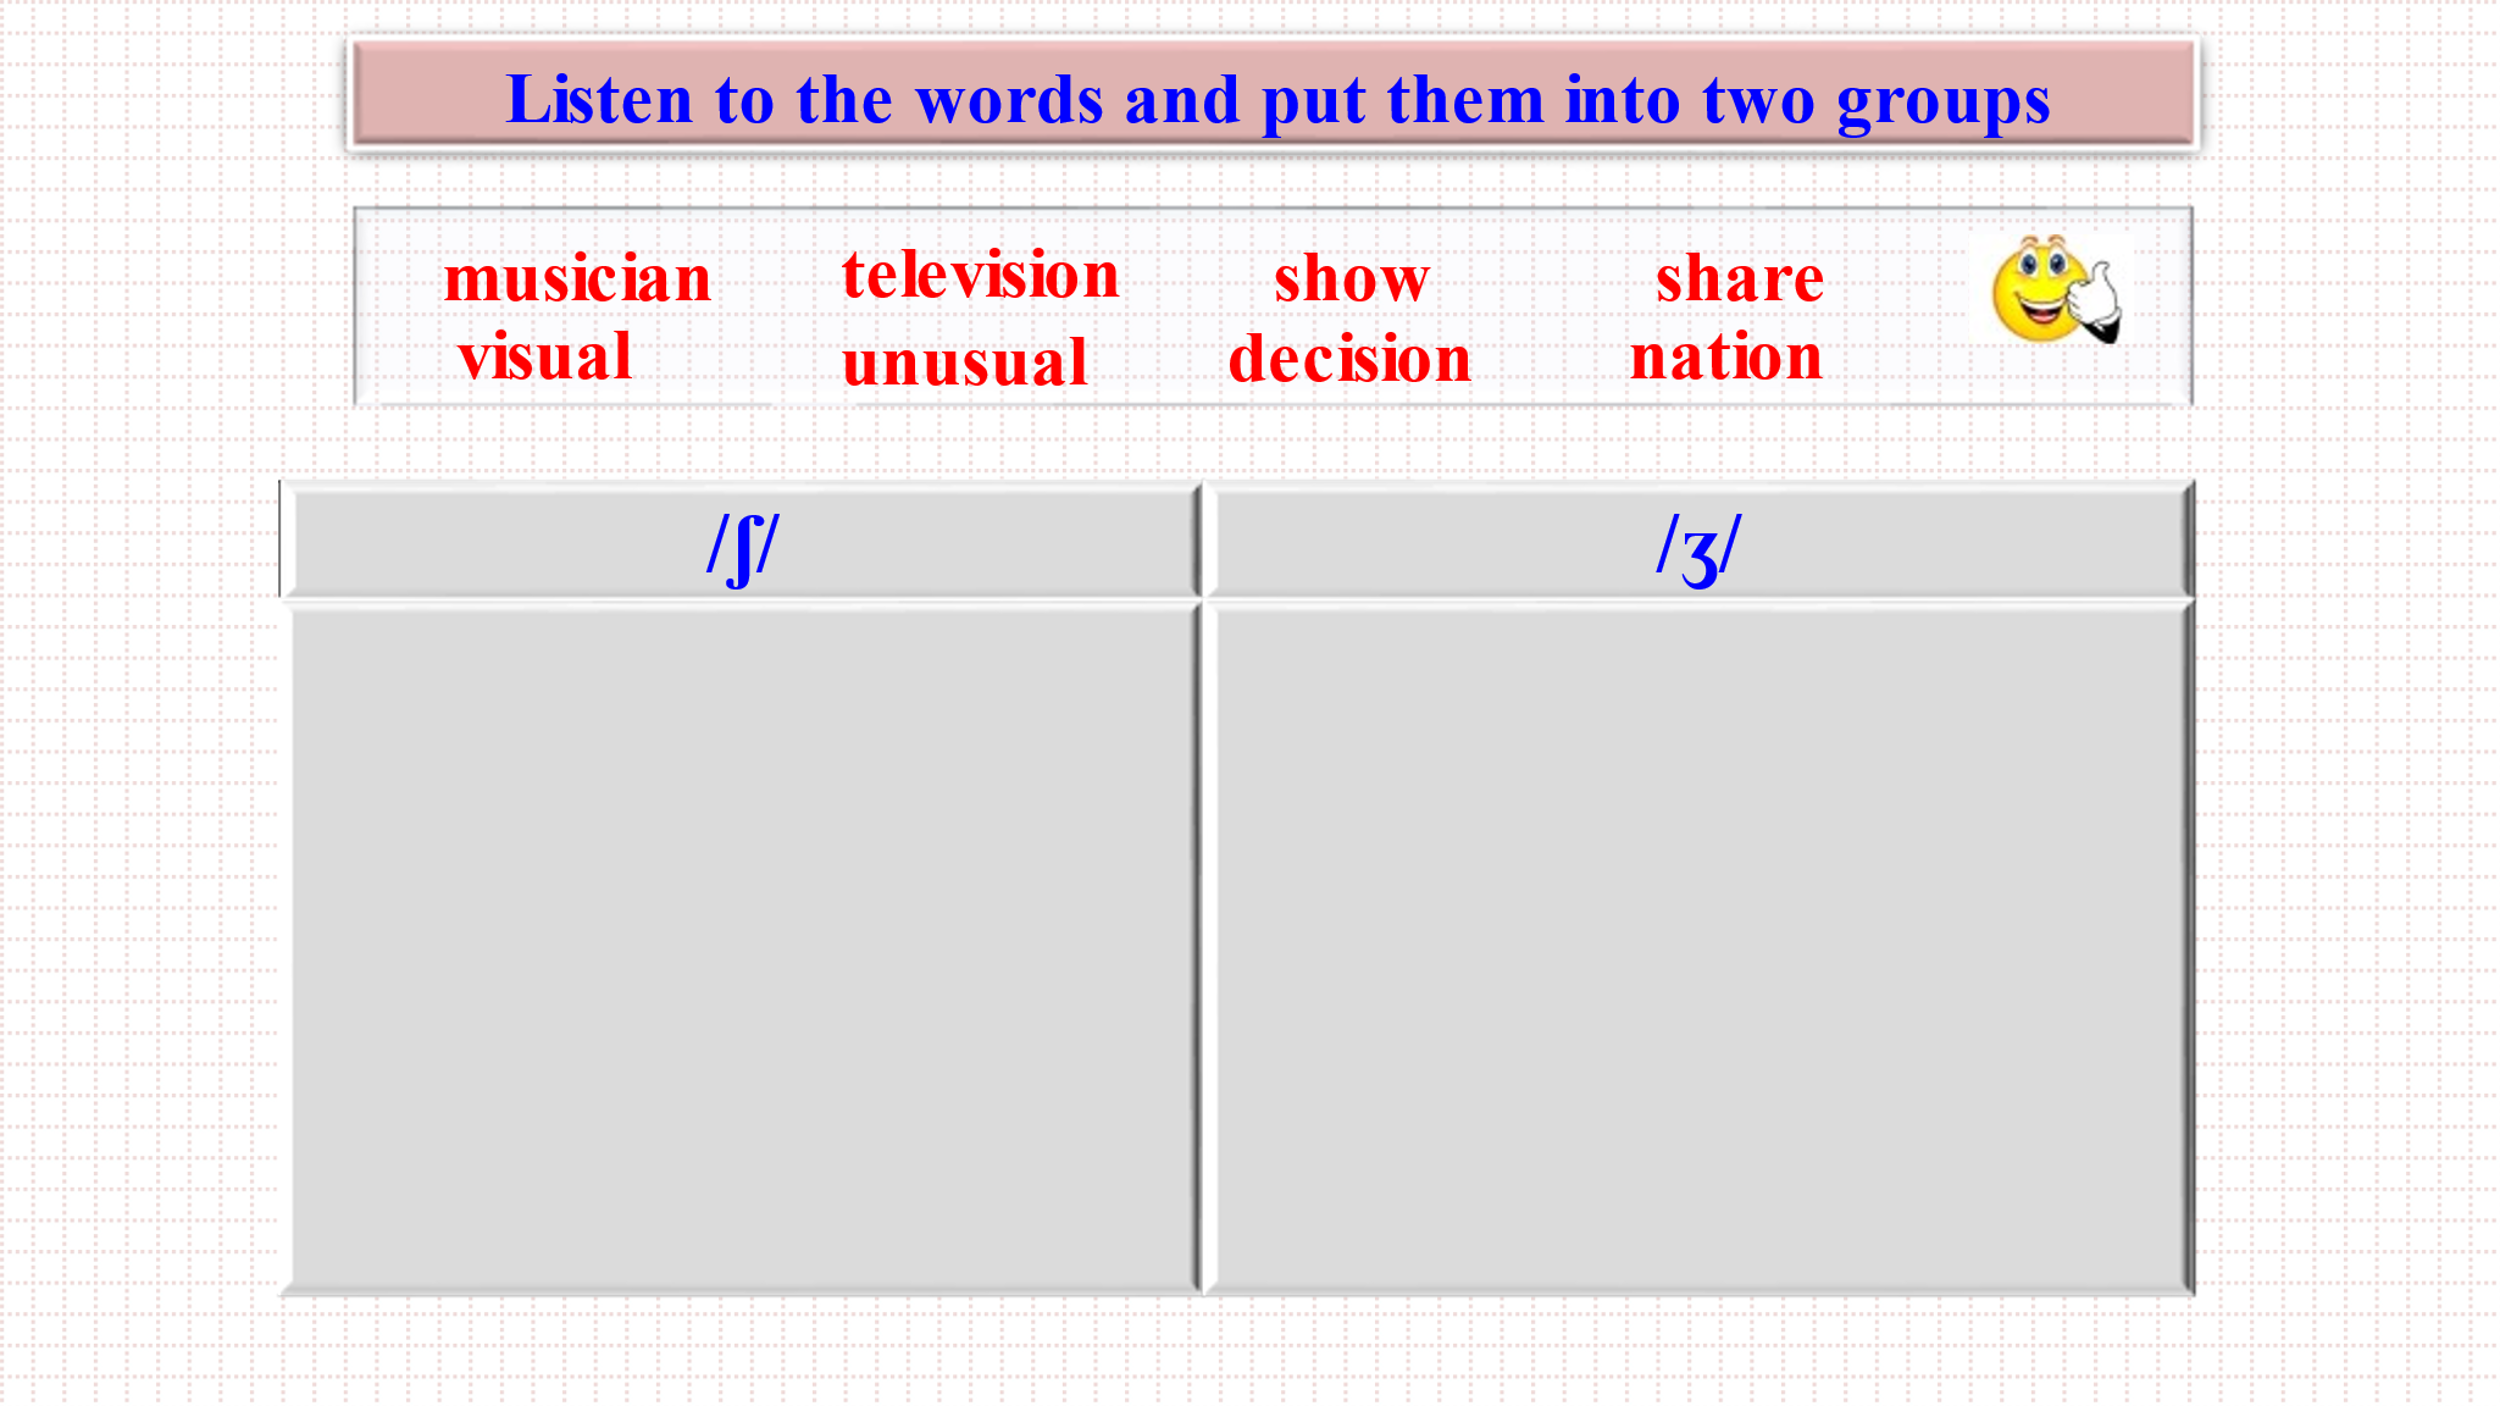 Listen to the words and put them into two groups
musician television show share
visual unusual decision nation
/ʃ/ /ʒ/